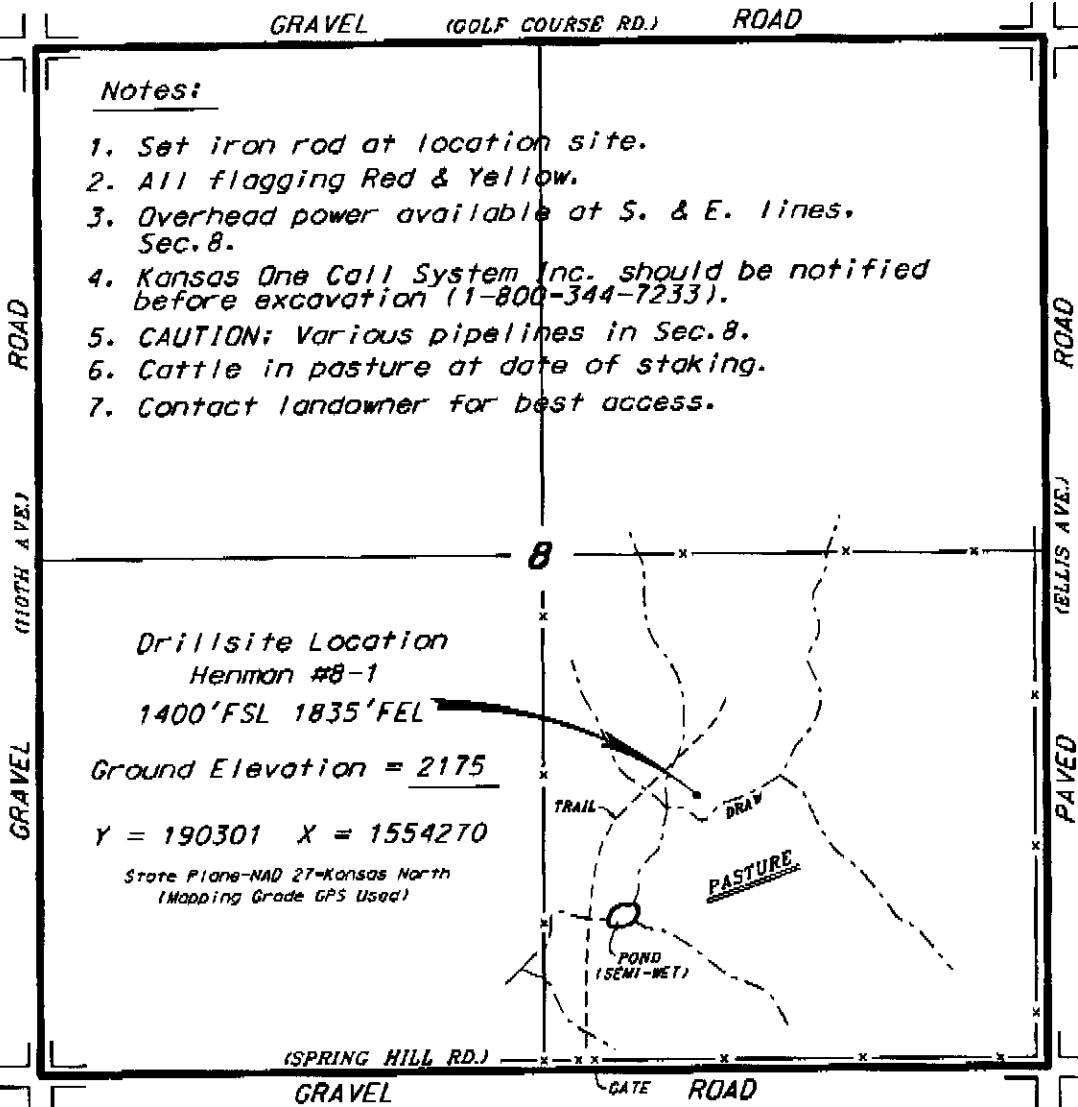 GRAVEL (GOLF COURSE RD.) ROAD
Notes:
1. Set iron rod at location site.
2. All flagging Red & Yellow.
3. Overhead power available at S. & E. lines,
Sec. 8.
4. Kansas One Call System Inc. should be notified
before excavation (1-800-344-7233).
5. CAUTION: Various pipelines in Sec. 8.
6. Cattle in pasture at date of staking.
7. Contact landowner for best access.
ROAD
(110TH AVE.)
GRAVEL
ROAD
(ELLIS AVE.)
PAVED
8
Drillsite Location
Henman #8-1
1400'FSL 1835'FEL
Ground Elevation = 2175
Y = 190301 X = 1554270
State Plane-NAD 27-Kansas North
(Mapping Grade GPS Used)
TRAIL
DRAW
PASTURE
POND
(SEMI-WET)
(SPRING HILL RD.)
GRAVEL GATE ROAD